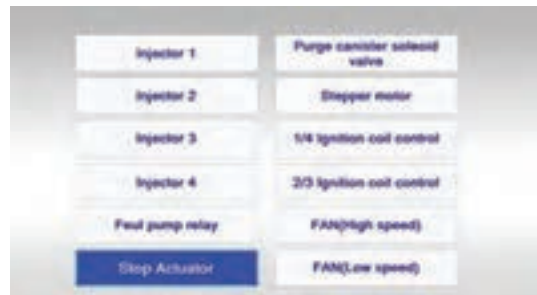 Injector 1
Purge canister soleoid
valve
Injector 2
Stepper motor
Injector 3
1/4 Ignition coil control
Injector 4
2/3 Ignition coil control
Feul pump relay
FAN(High speed)
Stop Actuator
FAN(Low speed)